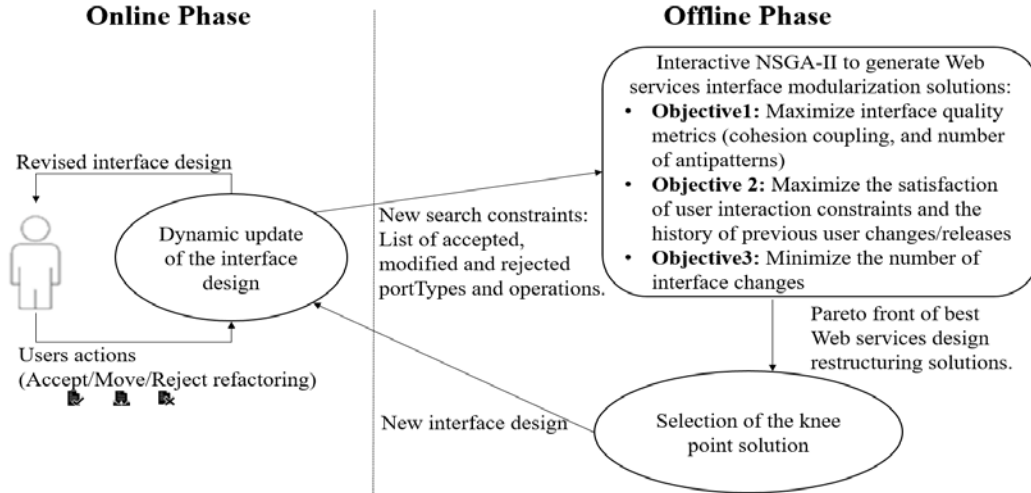 Online Phase
Offline Phase
Revised interface design
Dynamic update
of the interface
design
Users actions
(Accept/Move/Reject refactoring)
New search constraints:
List of accepted,
modified and rejected
portTypes and operations.
Interactive NSGA-II to generate Web
services interface modularization solutions:
• Objective1: Maximize interface quality
metrics (cohesion coupling, and number
of antipatterns)
• Objective 2: Maximize the satisfaction
of user interaction constraints and the
history of previous user changes/releases
• Objective3: Minimize the number of
interface changes
Pareto front of best
Web services design
restructuring solutions.
New interface design
Selection of the knee
point solution